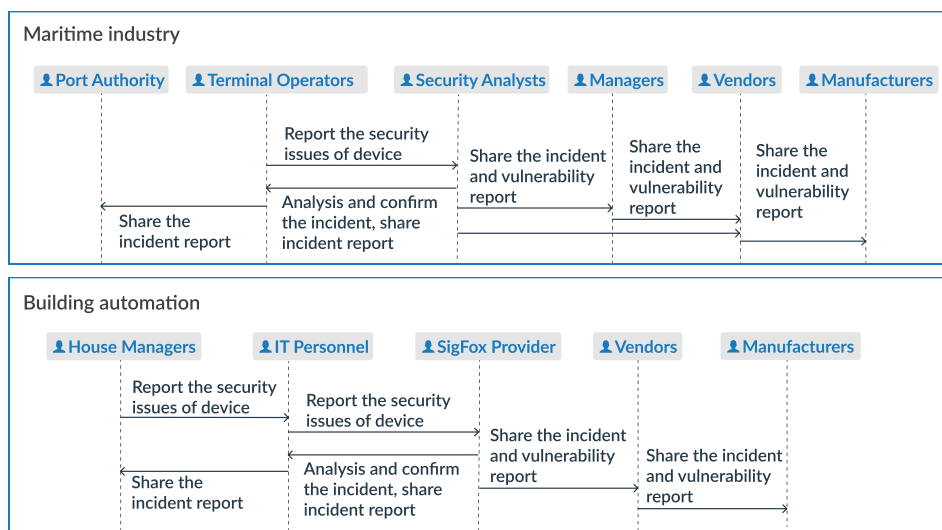 Maritime industry
Port Authority
Terminal Operators
Security Analysts
Managers
Vendors
Manufacturers
Report the security
issues of device
Share the incident
and vulnerability
report
Share the
incident and
vulnerability
report
Share the
incident and
vulnerability
report
Analysis and confirm
the incident, share
incident report
Share the
incident report
Building automation
House Managers
IT Personnel
SigFox Provider
Vendors
Manufacturers
Report the security
issues of device
Report the security
issues of device
Share the incident
and vulnerability
report
Share the incident
and vulnerability
report
Analysis and confirm
the incident, share
incident report
Share the
incident report